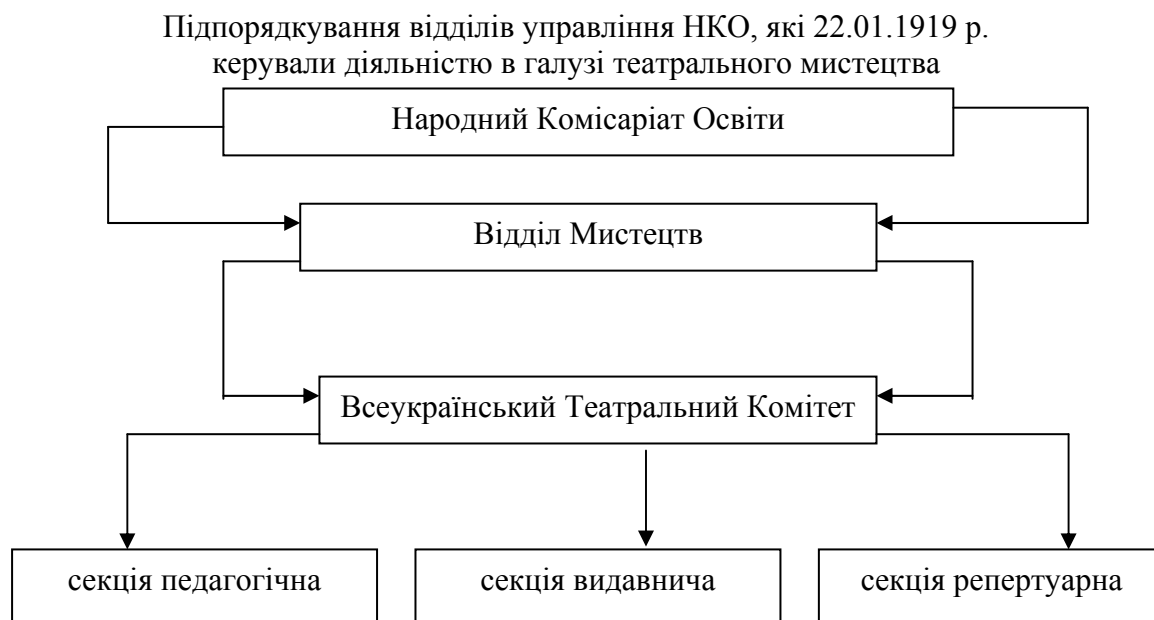 Підпорядкування відділів управління НКО, які 22.01.1919 р.
керували діяльністю в галузі театрального мистецтва
Народний Комісаріат Освіти
Відділ Мистецтв
Всеукраїнський Театральний Комітет
секція педагогічна
секція видавнича
секція репертуарна